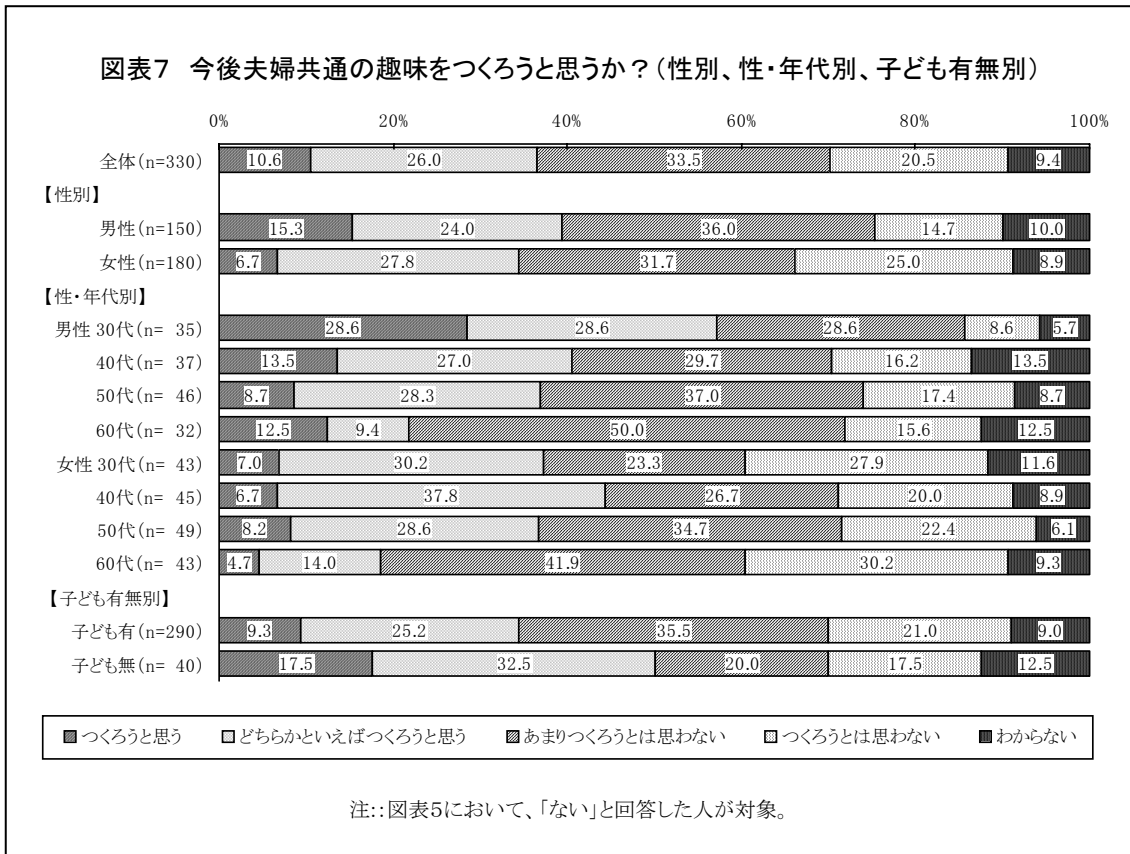 図表7　今後夫婦共通の趣味をつくろうと思うか？（性別、性・年代別、子ども有無別）
0% 20% 40% 60% 80% 100%
全体(n=330) 10.6 26.0 33.5 20.5 9.4
【性別】
男性(n=150) 15.3 24.0 36.0 14.7 10.0
女性(n=180) 6.7 27.8 31.7 25.0 8.9
【性・年代別】
男性 30代(n= 35) 28.6 28.6 28.6 8.6 5.7
40代(n= 37) 13.5 27.0 29.7 16.2 13.5
50代(n= 46) 8.7 28.3 37.0 17.4 8.7
60代(n= 32) 12.5 9.4 50.0 15.6 12.5
女性 30代(n= 43) 7.0 30.2 23.3 27.9 11.6
40代(n= 45) 6.7 37.8 26.7 20.0 8.9
50代(n= 49) 8.2 28.6 34.7 22.4 6.1
60代(n= 43) 4.7 14.0 41.9 30.2 9.3
【子ども有無別】
子ども有(n=290) 9.3 25.2 35.5 21.0 9.0
子ども無(n= 40) 17.5 32.5 20.0 17.5 12.5
つくろうと思う どちらかといえばつくろうと思う あまりつくろうとは思わない つくろうとは思わない わからない
注::図表5において、「ない」と回答した人が対象。